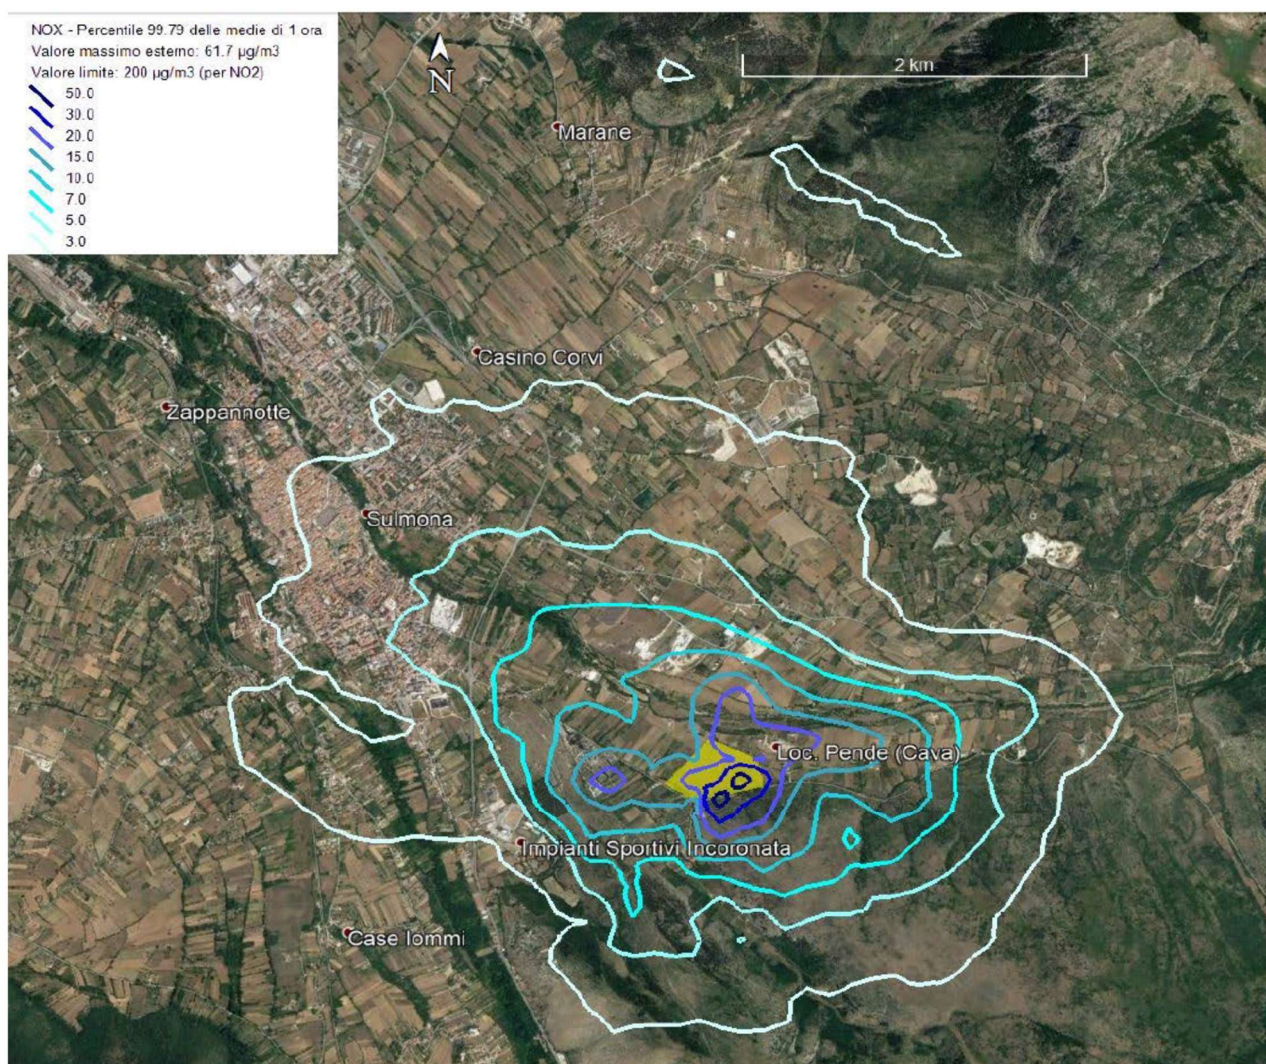 NOX - Percentile 99.79 delle medie di 1 ora
Valore massimo esterno: 61.7 µg/m3
Valore limite: 200 µg/m3 (per NO2)
50.0
30.0
20.0
15.0
10.0
7.0
5.0
3.0
N
2 km
Marane
Casino Corvi
Zappannotte
Sulmona
Loc. Pende (Cava)
Impianti Sportivi Incoronata
Case Iommi